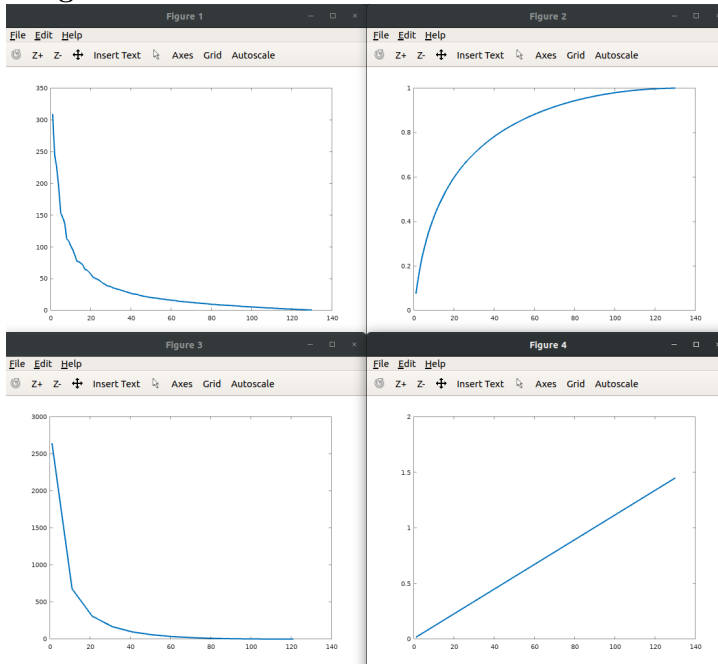 Figure 1
File Edit Help
Z+ Z- Insert Text Axes Grid Autoscale
350
300
250
200
150
100
50
0
0 20 40 60 80 100 120 140
Figure 2
File Edit Help
Z+ Z- Insert Text Axes Grid Autoscale
1
0.8
0.6
0.4
0.2
0
0 20 40 60 80 100 120 140
Figure 3
File Edit Help
Z+ Z- Insert Text Axes Grid Autoscale
3000
2500
2000
1500
1000
500
0
0 20 40 60 80 100 120 140
Figure 4
File Edit Help
Z+ Z- Insert Text Axes Grid Autoscale
2
1.5
1
0.5
0
0 20 40 60 80 100 120 140